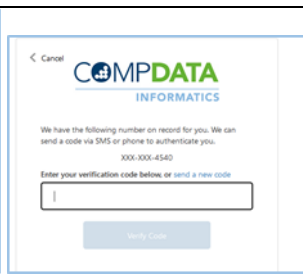 Cancel
COMPDATA
INFORMATICS
We have the following number on record for you. We can
send a code via SMS or phone to authenticate you.
XXX-XXX-4540
Enter your verification code below, or send a new code
Verify Code